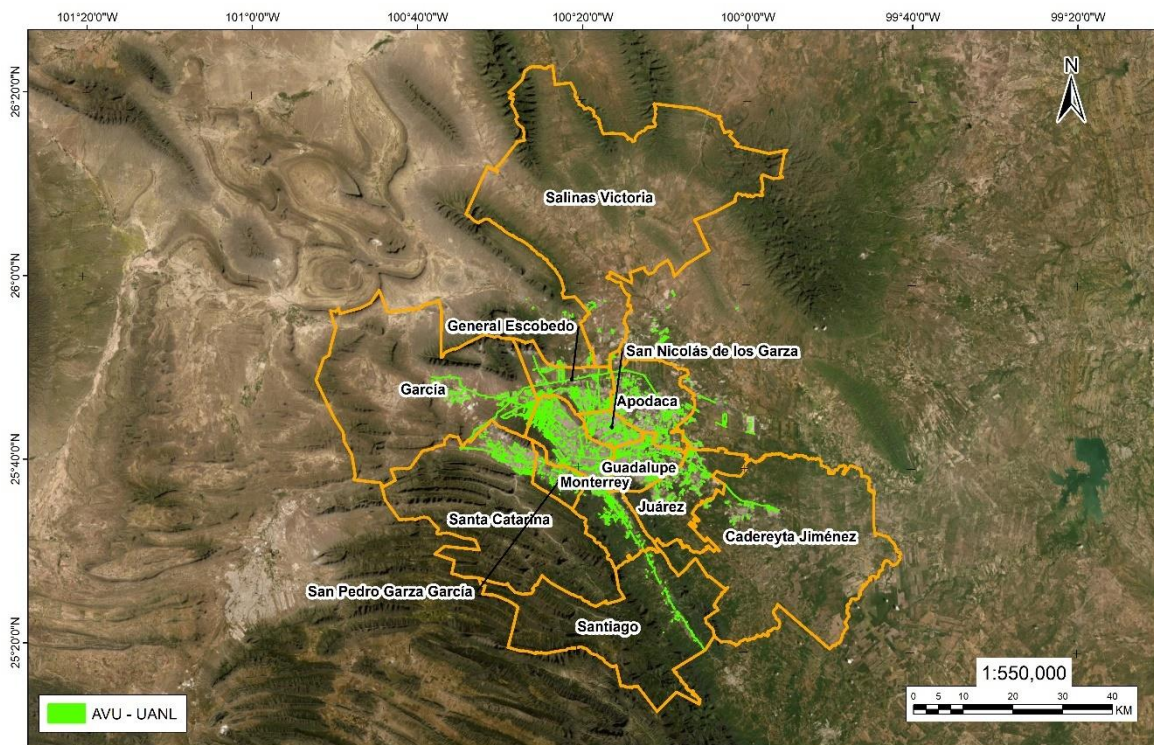 101°20'0"W
101°0'0"W
100°40'0"W
100°20'0"W
100°0'0"W
99°40'0"W
99°20'0"W
26°20'0"N
N
Salinas Victoria
26°0'0"N
General Escobedo
San Nicolás de los Garza
García
Apodaca
25°40'0"N
Guadalupe
Monterrey
Juárez
Santa Catarina
Cadereyta Jiménez
San Pedro Garza García
Santiago
25°20'0"N
1:550,000
0 5 10 20 30 40
KM
AVU - UANL